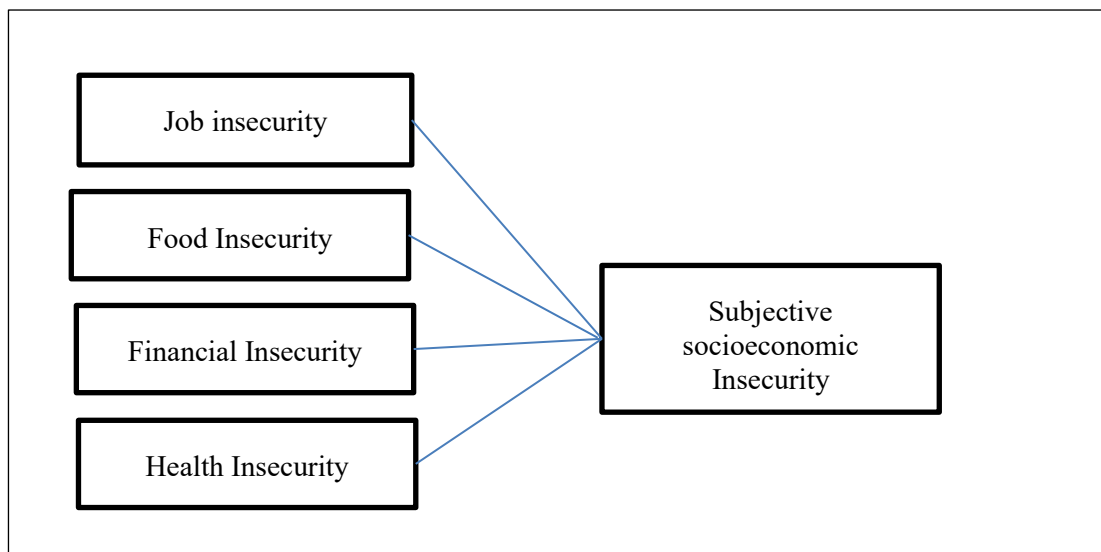 Job insecurity
Food Insecurity
Financial Insecurity
Health Insecurity
Subjective
socioeconomic
Insecurity